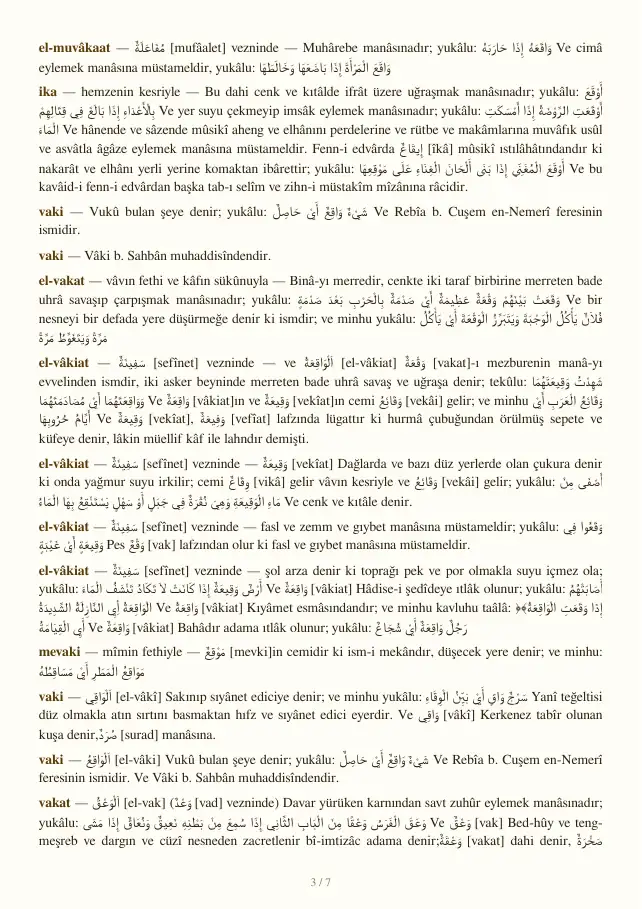 el-muvâkaat — مُفَاعَلَةٌ [mufâalet] vezninde — Muhârebe manâsınadır; yukâlu: وَاقَعَهُ إِذَا حَارَبَهُ Ve cimâ
eylemek manâsına müstameldir, yukâlu: وَاقَعَ الْمَرْأَةَ إِذَا بَاضَعَهَا وَخَالَطَهَا
ika — hemzenin kesriyle — Bu dahi cenk ve kıtâlde ifrât üzere uğraşmak manâsınadır; yukâlu: أَوْقَعَ
بِالْأَعْدَاءِ إِذَا بَالَغَ فِي قِتَالِهِمْ Ve yer suyu çekmeyip imsâk eylemek manâsınadır; yukâlu: أَوْقَعَتِ الرَّوْضَةُ إِذَا أَمْسَكَتِ
الْمَاءَ Ve hânende ve sâzende mûsikî aheng ve elhânını perdelerine ve rütbe ve makâmlarına muvâfık usûl
ve asvâtla âgâze eylemek manâsına müstameldir. Fenn-i edvârda إِيقَاعٌ [îkâ] mûsikî ıstılâhâtındandır ki
nakarât ve elhânı yerli yerine komaktan ibârettir; yukâlu: أَوْقَعَ الْمُغَنِّي إِذَا بَنَى أَلْحَانَ الْغِنَاءِ عَلَى مَوْقِعِهَا Ve bu
kavâid-i fenn-i edvârdan başka tab-ı selîm ve zihn-i müstakîm mîzânına râcidir.
vaki — Vukû bulan şeye denir; yukâlu: شَيْءٌ وَاقِعٌ أَيْ حَاصِلٌ Ve Rebîa b. Cuşem en-Nemerî feresinin
ismidir.
vaki — Vâki b. Sahbân muhaddisîndendir.
el-vakat — vâvın fethi ve kâfın sükûnuyla — Binâ-yı merredir, cenkte iki taraf birbirine merreten bade
uhrâ savaşıp çarpışmak manâsınadır; yukâlu: وَقَعَتْ بَيْنَهُمْ وَقْعَةٌ عَظِيمَةٌ أَيْ صَدْمَةٌ بِالْحَرْبِ بَعْدَ صَدْمَةٍ Ve bir
nesneyi bir defada yere düşürmeğe denir ki ismdir; ve minhu yukâlu: فُلاَنٌ يَأْكُلُ الْوَجْبَةَ وَيَتَبَرَّزُ الْوَقْعَةَ أَيْ يَأْكُلُ
مَرَّةً وَيَتَغَوَّطُ مَرَّةً
el-vekîat — سَفِينَةٌ [sefînet] vezninde — ve اَلْوَاقِعَةُ [el-vâkiat] وَقْعَةٌ [vakat]-ı mezburenin manâ-yı
evvelinden ismdir, iki asker beyninde merreten bade uhrâ savaş ve uğraşa denir; tekûlu: شَهِدْتُ وَقِيعَتَهُمَا
وَوَاقِعَتَهُمَا أَيْ مُصَادَمَتَهُمَا Ve وَاقِعَةٌ [vâkiat]ın ve وَقِيعَةٌ [vekîat]ın cemi وَقَائِعُ [vekâi] gelir; ve minhu وَقَائِعُ الْعَرَبِ أَيْ
أَيَّامُ حُرُوبِهَا Ve وَقِيعَةٌ [vekîat], وَفِيعَةٌ [vefîat] lafzında lügattır ki hurmâ çubuğundan örülmüş sepete ve
küfeye denir, lâkin müellif kâf ile lahndır demişti.
el-vâkiat — سَفِينَةٌ [sefînet] vezninde — وَقِيعَةٌ [vekîat] Dağlarda ve bazı düz yerlerde olan çukura denir
ki onda yağmur suyu irkilir; cemi وِقَاعٌ [vikâ] gelir vâvın kesriyle ve وَقَائِعُ [vekâi] gelir; yukâlu: أَصْفَى مِنْ
مَاءِ الْوَقِيعَةِ وَهِيَ نُقْرَةٌ فِي جَبَلٍ أَوْ سَهْلٍ يَسْتَنْقِعُ بِهَا الْمَاءُ Ve cenk ve kıtâle denir.
el-vâkiat — سَفِينَةٌ [sefînet] vezninde — fasl ve zemm ve gıybet manâsına müstameldir; yukâlu: وَقَعُوا فِي
وَقِيعَةٍ أَيْ غَيْبَةٍ Pes وَقْعٌ [vak] lafzından olur ki fasl ve gıybet manâsına müstameldir.
el-vâkiat — سَفِينَةٌ [sefînet] vezninde — şol arza denir ki toprağı pek ve por olmakla suyu içmez ola;
yukâlu: أَرْضٌ وَقِيعَةٌ إِذَا كَانَتْ لاَ تَكَادُ تَنْشَفُ الْمَاءَ Ve وَاقِعَةٌ [vâkiat] Hâdise-i şedîdeye ıtlâk olunur; yukâlu: أَصَابَتْهُمُ
الْوَاقِعَةُ أَيِ النَّازِلَةُ الشَّدِيدَةُ Ve وَاقِعَةٌ [vâkiat] Kıyâmet esmâsındandır; ve minhu kavluhu taâlâ: ﴿إِذَا وَقَعَتِ الْوَاقِعَةُ﴾
أَيِ الْقِيَامَةُ Ve وَاقِعَةٌ [vâkiat] Bahâdır adama ıtlâk olunur; yukâlu: رَجُلٌ وَاقِعَةٌ أَيْ شُجَاعٌ
mevaki — mîmin fethiyle — مَوْقِعٌ [mevki]in cemidir ki ism-i mekândır, düşecek yere denir; ve minhu:
مَوَاقِعُ الْمَطَرِ أَيْ مَسَاقِطُهُ
vaki — اَلْوَاقِي [el-vâkî] Sakınıp sıyânet ediciye denir; ve minhu yukâlu: سَرْجٌ وَاقٍ أَيْ بَيِّنُ الْوِقَاءِ Yanî teğeltisi
düz olmakla atın sırtını basmaktan hıfz ve sıyânet edici eyerdir. Ve وَاقِي [vâkî] Kerkenez tabîr olunan
kuşa denir,صُرَدٌ [surad] manâsına.
vaki — اَلْوَاقِعُ [el-vâki] Vukû bulan şeye denir; yukâlu: شَيْءٌ وَاقِعٌ أَيْ حَاصِلٌ Ve Rebîa b. Cuşem en-Nemerî
feresinin ismidir. Ve Vâki b. Sahbân muhaddisîndendir.
vakat — اَلْوَعْقُ [el-vak] (وَعْدٌ [vad] vezninde) Davar yürürken karnından savt zuhûr eylemek manâsınadır;
yukâlu: وَعَقَ الْفَرَسُ وَعْقًا مِنَ الْبَابِ الثَّانِي إِذَا سُمِعَ مِنْ بَطْنِهِ نَعِيقٌ وَنُعَاقٌ إِذَا مَشَى Ve وَعْقٌ [vak] Bed-hûy ve teng-
meşreb ve dargın ve cüzî nesneden zacretlenir bî-imtizâc adama denir;وَعْقَةٌ [vakat] dahi denir, صَخْرَةٌ
3 / 7